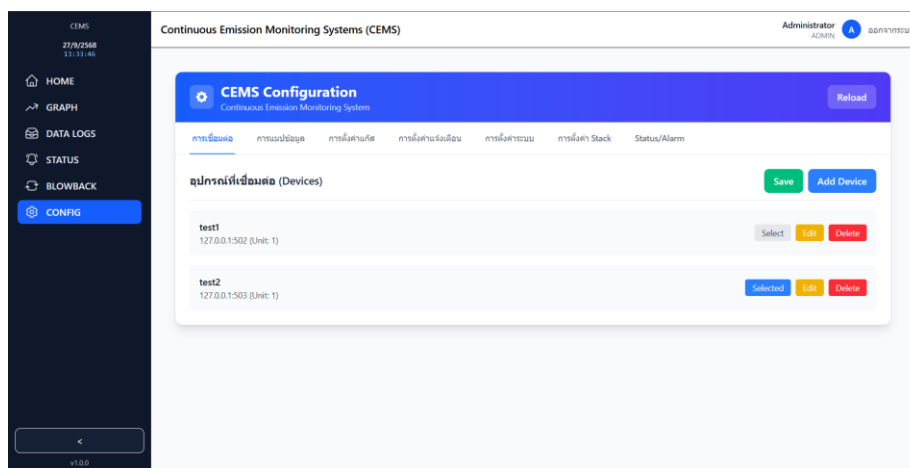 CEMS
27/9/2568
13:33:46
HOME
GRAPH
DATA LOGS
STATUS
BLOWBACK
CONFIG
<
v1.0.0
Continuous Emission Monitoring Systems (CEMS)
Administrator
ADMIN
A
ออกจากระบ
CEMS Configuration
Continuous Emission Monitoring System
Reload
การเชื่อมต่อ การแมปข้อมูล การตั้งค่าแก๊ส การตั้งค่าแจ้งเตือน การตั้งค่าระบบ การตั้งค่า Stack Status/Alarm
อุปกรณ์ที่เชื่อมต่อ (Devices)
Save Add Device
test1
127.0.0.1:502 (Unit: 1)
Select Edit Delete
test2
127.0.0.1:503 (Unit: 1)
Selected Edit Delete